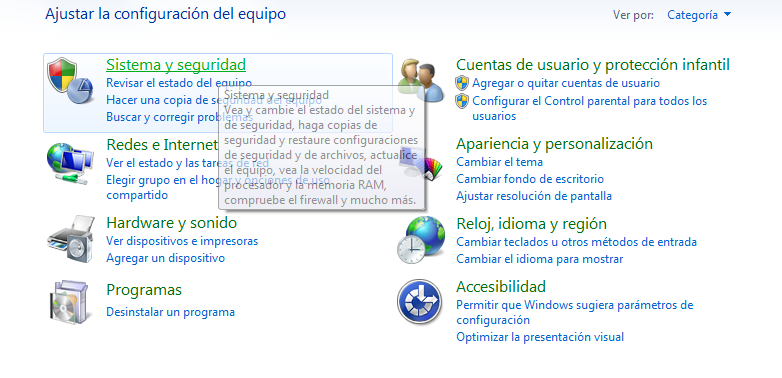 Ajustar la configuración del equipo
Ver por: Categoría
Sistema y seguridad
Revisar el estado del equipo
Hacer una copia de seguridad del equipo
Buscar y corregir problemas
Sistema y seguridad
Vea y cambie el estado del sistema y
de seguridad, haga copias de
seguridad y restaure configuraciones
de seguridad y de archivos, actualice
el equipo, vea la velocidad del
procesador y la memoria RAM,
compruebe el firewall y mucho más.
Redes e Internet
Ver el estado y las tareas de red
Elegir grupo en el hogar y opciones de uso
compartido
Hardware y sonido
Ver dispositivos e impresoras
Agregar un dispositivo
Programas
Desinstalar un programa
Cuentas de usuario y protección infantil
Agregar o quitar cuentas de usuario
Configurar el Control parental para todos los
usuarios
Apariencia y personalización
Cambiar el tema
Cambiar fondo de escritorio
Ajustar resolución de pantalla
Reloj, idioma y región
Cambiar teclados u otros métodos de entrada
Cambiar el idioma para mostrar
Accesibilidad
Permitir que Windows sugiera parámetros de
configuración
Optimizar la presentación visual